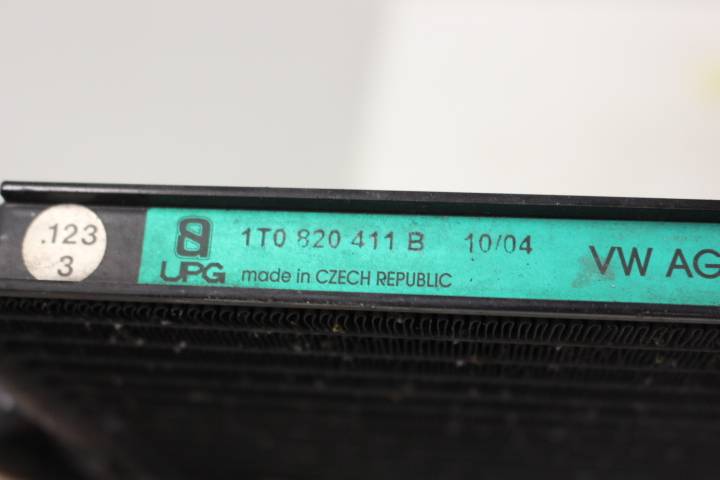 .123
3
1T0 820 411 B 10/04 VW AG
UPG made in CZECH REPUBLIC